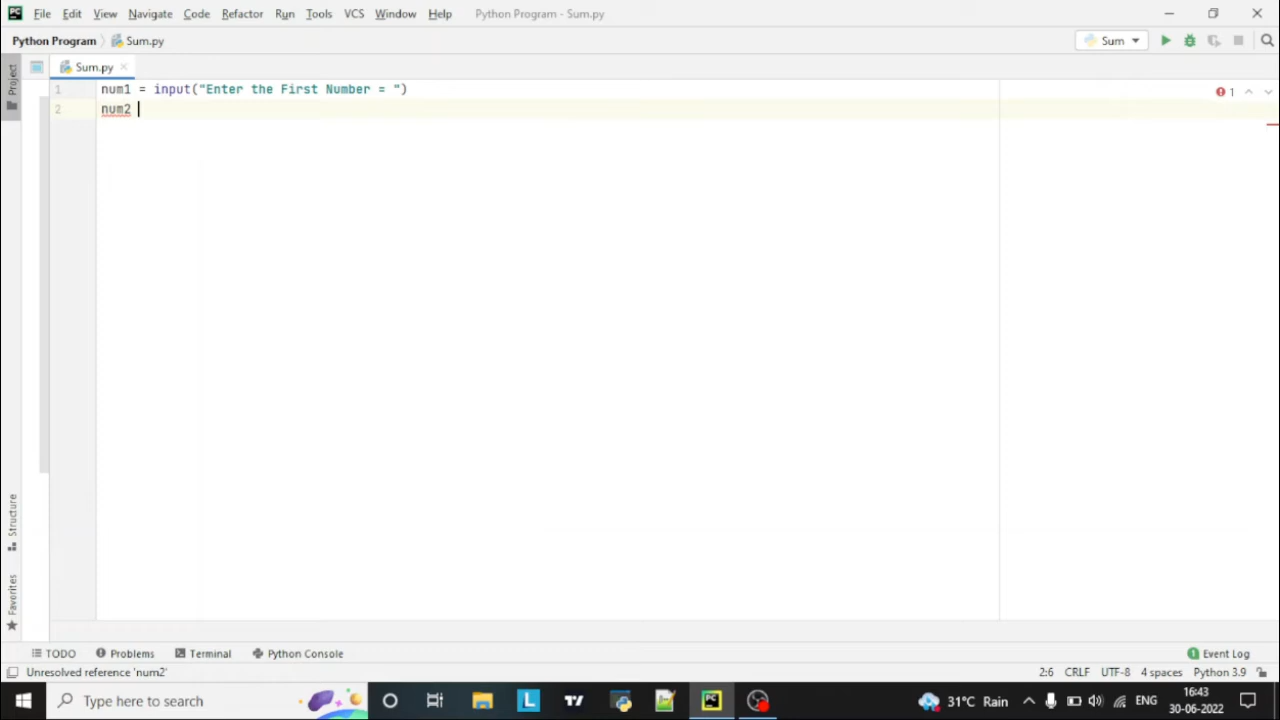 PC File Edit View Navigate Code Refactor Run Tools VCS Window Help Python Program - Sum.py
Python Program Sum.py Sum
Project
Sum.py
1 num1 = input("Enter the First Number = ")
1
2 num2
Structure
Favorites
TODO Problems Terminal Python Console 1 Event Log
Unresolved reference 'num2' 2:6 CRLF UTF-8 4 spaces Python 3.9
Type here to search L PC 31°C Rain ENG 16:43
30-06-2022